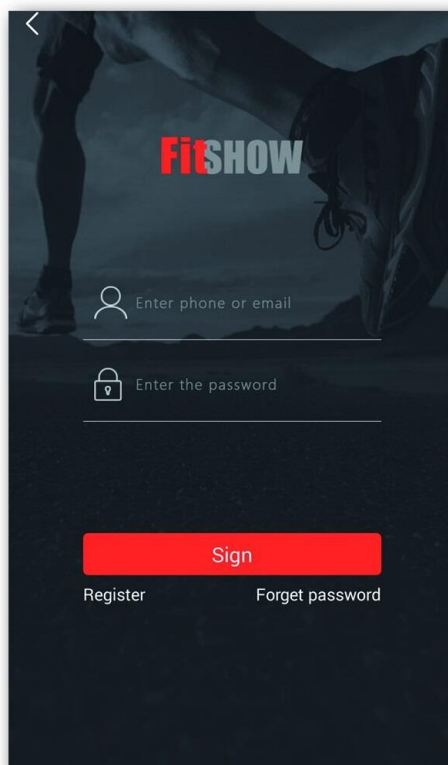 FitSHOW
Enter phone or email
Enter the password
Sign
Register
Forget password